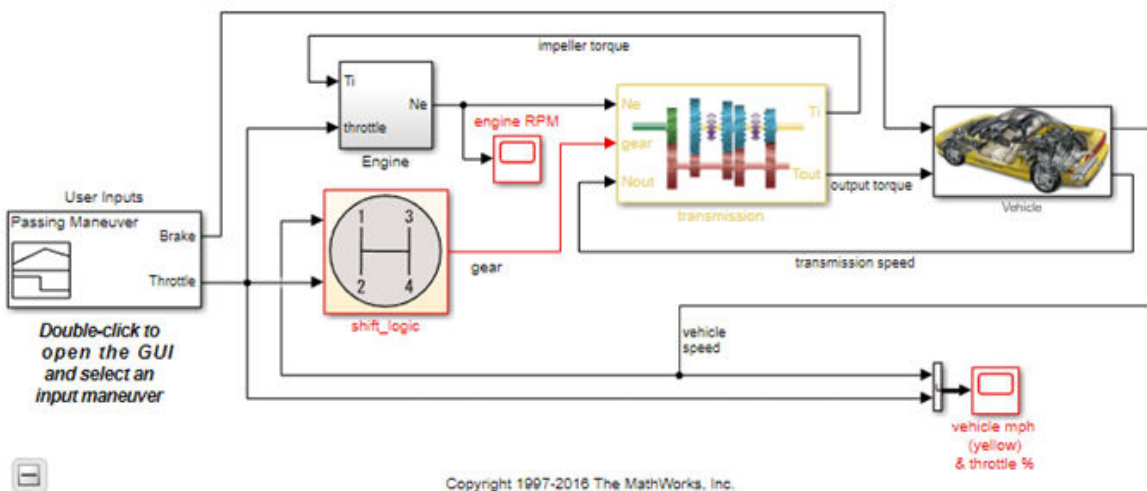 impeller torque
Ti
Ne
throttle
Engine
engine RPM
Ne
gear
Nout
Ti
Tout
transmission
output torque
Vehicle
transmission speed
User Inputs
Passing Maneuver
Brake
Throttle
Double-click to
open the GUI
and select an
input maneuver
1 3
2 4
shift_logic
gear
vehicle
speed
vehicle mph
(yellow)
& throttle %
Copyright 1997-2016 The MathWorks, Inc.